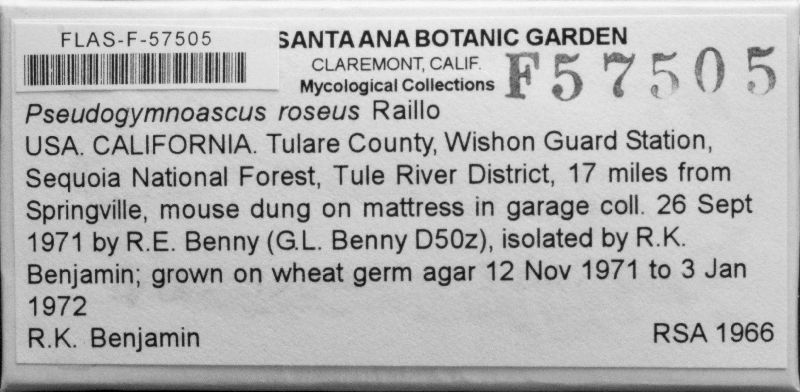 FLAS-F-57505
SANTA ANA BOTANIC GARDEN
CLAREMONT, CALIF.
Mycological Collections
F57505
Pseudogymnoascus roseus Raillo
USA. CALIFORNIA. Tulare County, Wishon Guard Station,
Sequoia National Forest, Tule River District, 17 miles from
Springville, mouse dung on mattress in garage coll. 26 Sept
1971 by R.E. Benny (G.L. Benny D50z), isolated by R.K.
Benjamin; grown on wheat germ agar 12 Nov 1971 to 3 Jan
1972
R.K. Benjamin
RSA 1966